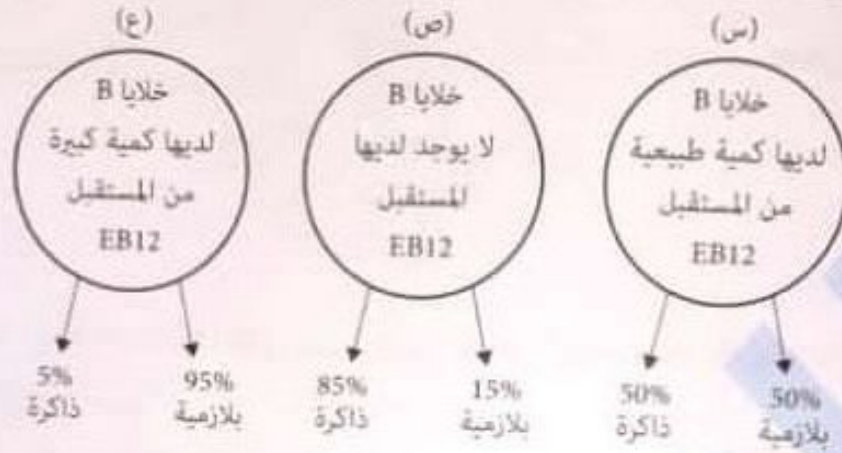 (س)
خلايا B
لديها كمية طبيعية
من المستقبل
EB12
50%
بلازمية
50%
ذاكرة
(ص)
خلايا B
لا يوجد لديها
المستقبل
EB12
15%
بلازمية
85%
ذاكرة
(ع)
خلايا B
لديها كمية كبيرة
من المستقبل
EB12
95%
بلازمية
5%
ذاكرة